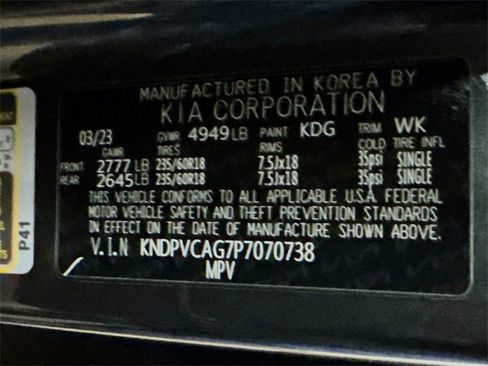 MANUFACTURED IN KOREA BY
KIA CORPORATION
03/23 GVWR 4949 LB PAINT KDG TRIM WK
GAWR TIRES RIMS COLD TIRE INFL
FRONT 2777 LB 235/60R18 7.5Jx18 35psi SINGLE
REAR 2645 LB 235/60R18 7.5Jx18 35psi SINGLE
THIS VEHICLE CONFORMS TO ALL APPLICABLE U.S.A. FEDERAL
MOTOR VEHICLE SAFETY AND THEFT PREVENTION STANDARDS
IN EFFECT ON THE DATE OF MANUFACTURE SHOWN ABOVE.
V.I.N KNDPVCAG7P7070738
MPV
P41